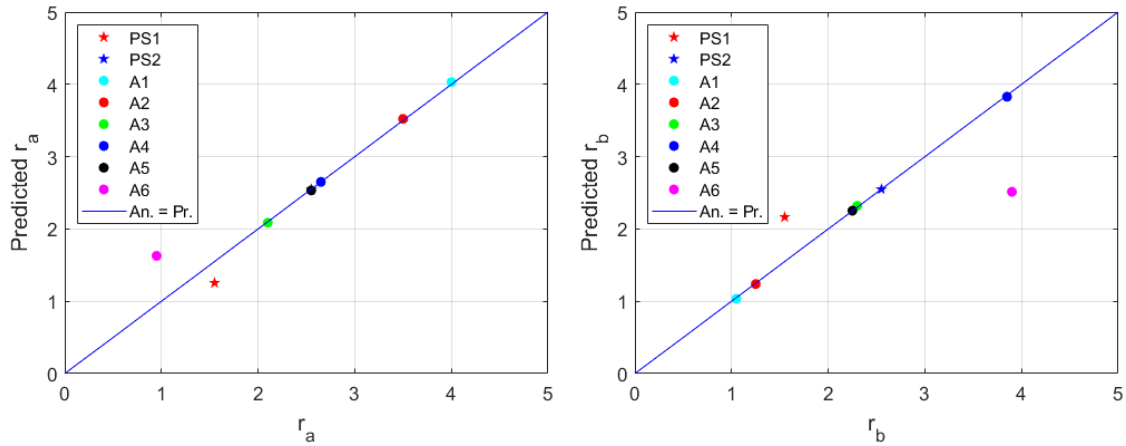 5
4
3
2
1
0
Predicted r_a
PS1
PS2
A1
A2
A3
A4
A5
A6
An. = Pr.
0 1 2 3 4 5
r_a
5
4
3
2
1
0
Predicted r_b
PS1
PS2
A1
A2
A3
A4
A5
A6
An. = Pr.
0 1 2 3 4 5
r_b